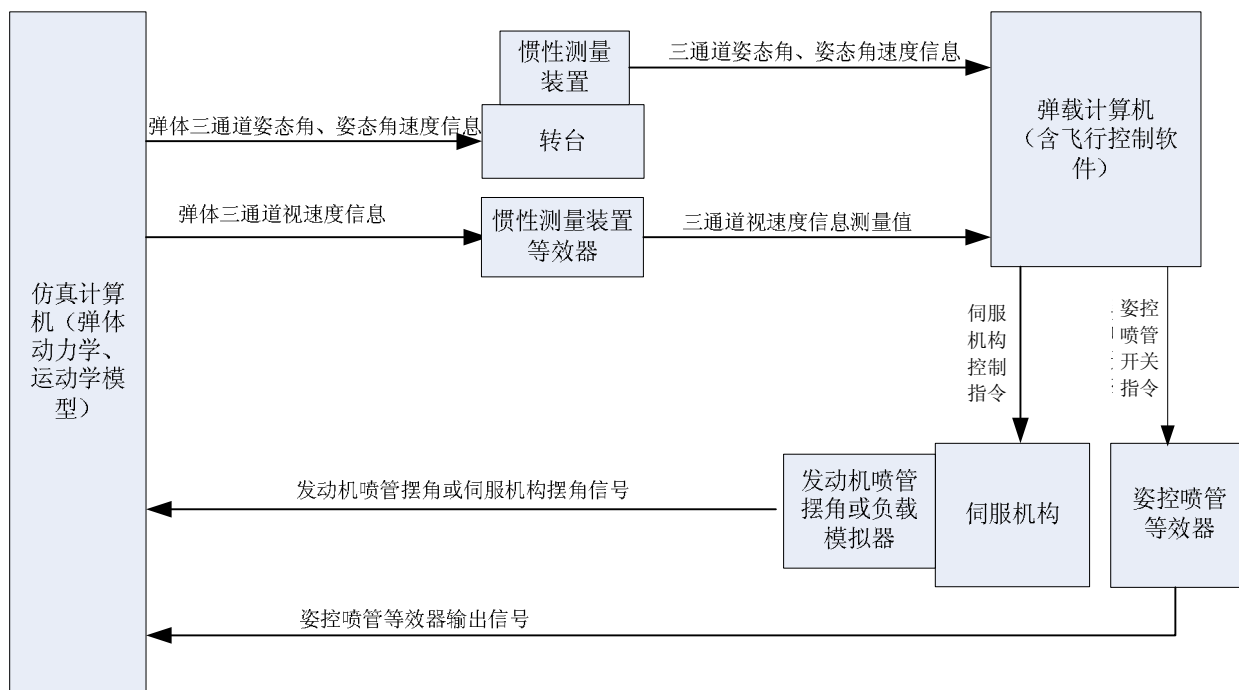 惯性测量
装置
三通道姿态角、姿态角速度信息
弹载计算机
（含飞行控制软
件）
弹体三通道姿态角、姿态角速度信息
转台
弹体三通道视速度信息
惯性测量装置
等效器
三通道视速度信息测量值
仿真计算
机（弹体
动力学、
运动学模
型）
伺服
机构
控制
指令
姿控
喷管
开关
指令
发动机喷管摆角或伺服机构摆角信号
发动机喷管
摆角或负载
模拟器
伺服机构
姿控喷管
等效器
姿控喷管等效器输出信号